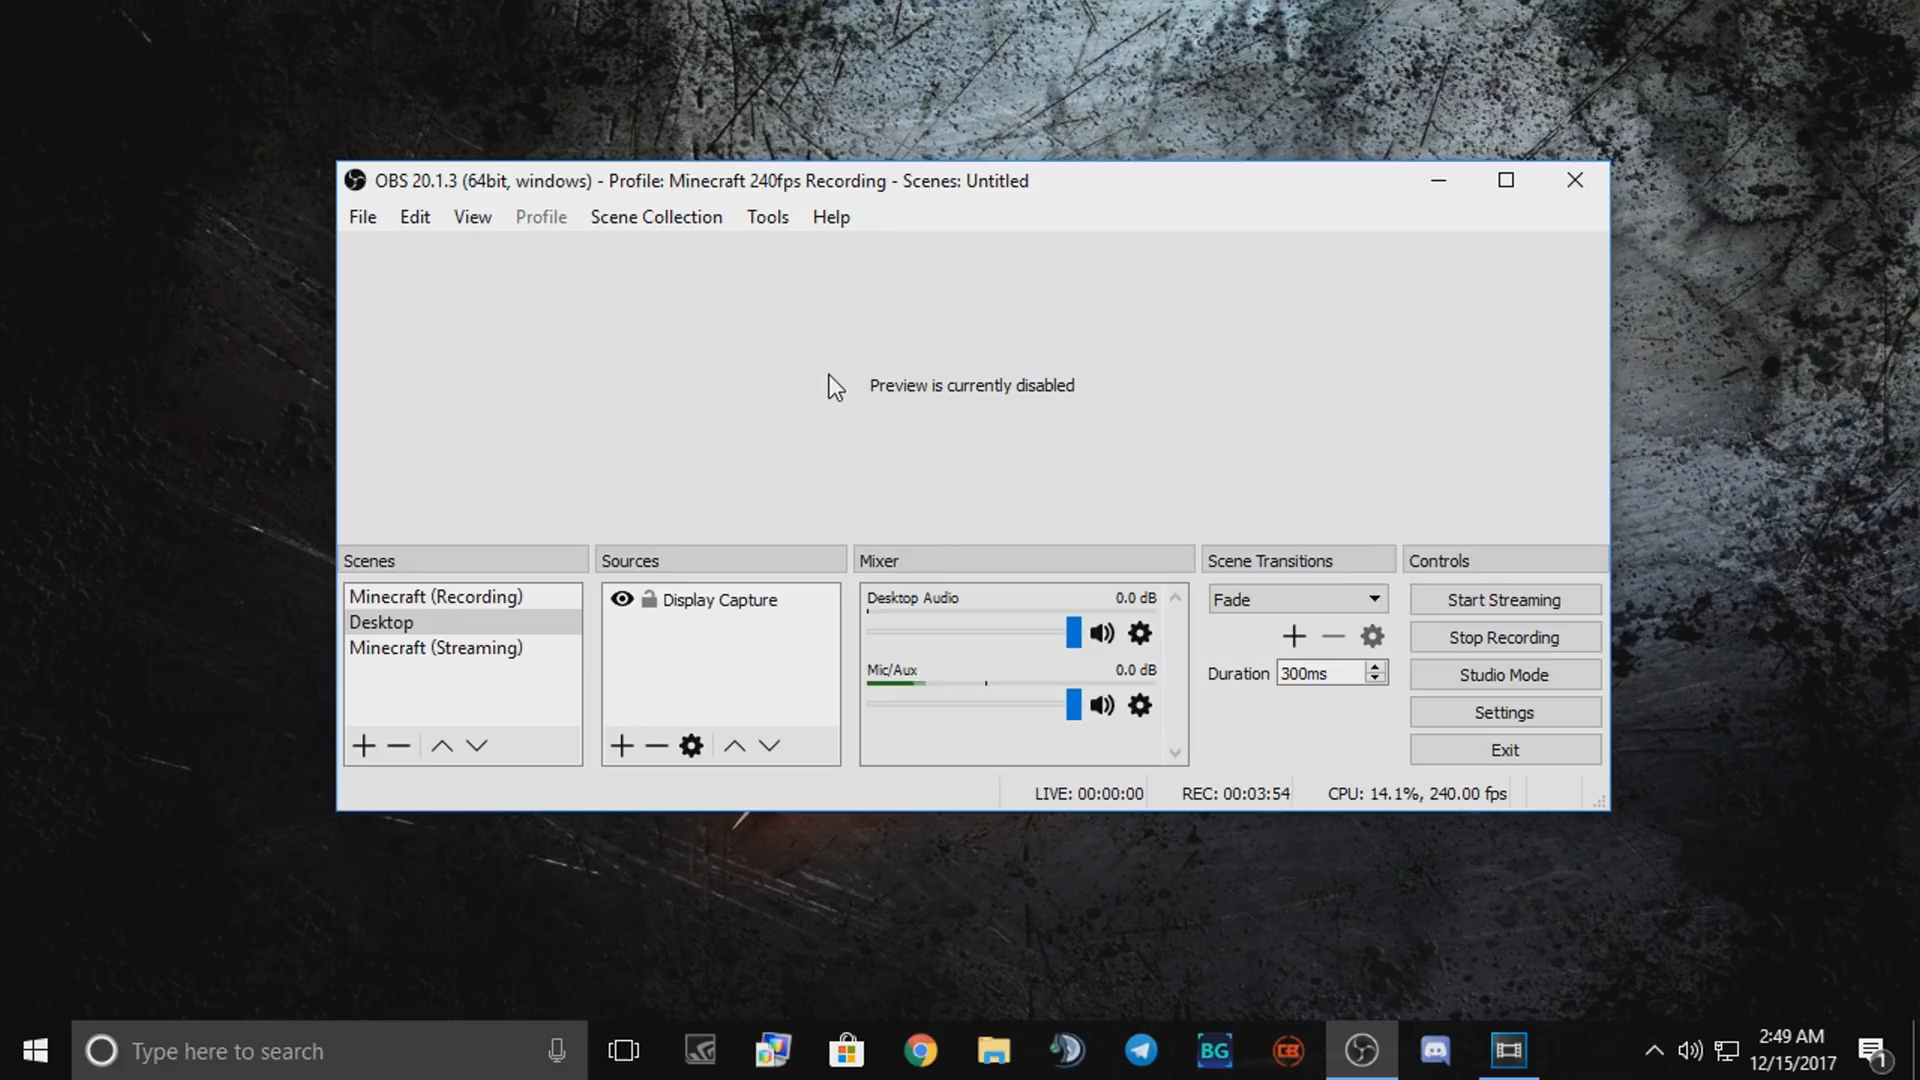 OBS 20.1.3 (64bit, windows) - Profile: Minecraft 240fps Recording - Scenes: Untitled
File Edit View Profile Scene Collection Tools Help
Preview is currently disabled
Scenes
Minecraft (Recording)
Desktop
Minecraft (Streaming)
Sources
Display Capture
Mixer
Desktop Audio 0.0 dB
Mic/Aux 0.0 dB
Scene Transitions
Fade
Duration 300ms
Controls
Start Streaming
Stop Recording
Studio Mode
Settings
Exit
LIVE: 00:00:00 REC: 00:03:54 CPU: 14.1%, 240.00 fps
Type here to search
BG
CB
2:49 AM
12/15/2017
1